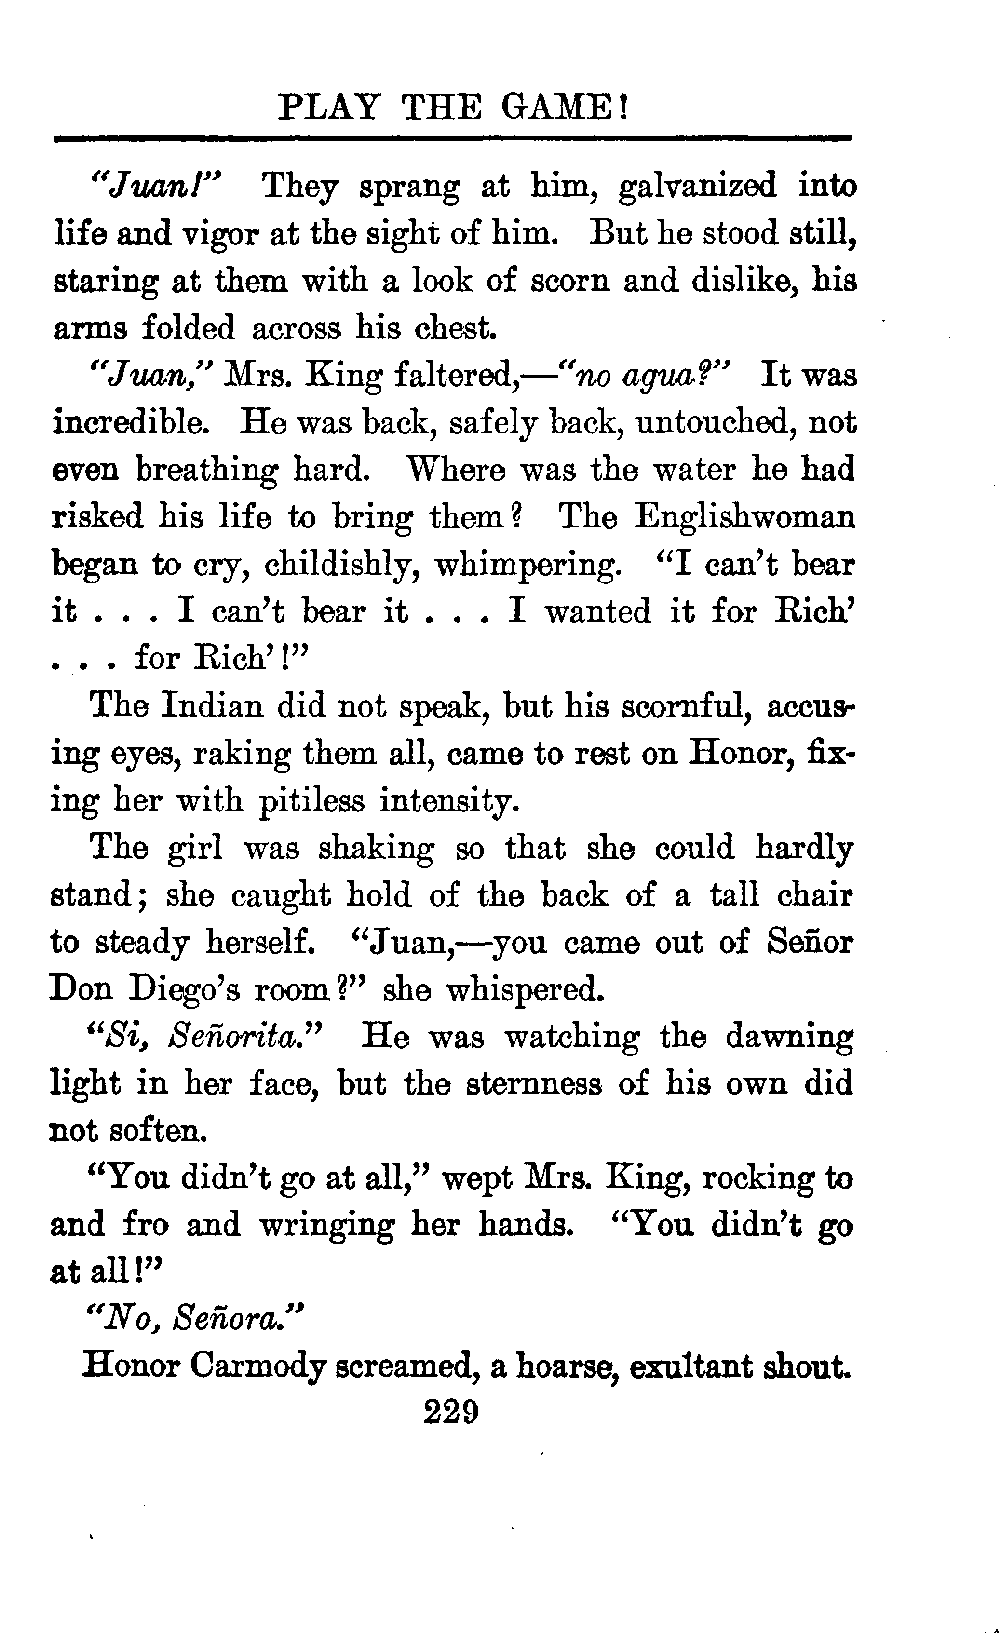 PLAY THE GAME!
“Juan!” They sprang at him, galvanized into
life and vigor at the sight of him. But he stood still,
staring at them with a look of scorn and dislike, his
arms folded across his chest.
“Juan,” Mrs. King faltered,—“no agua?” It was
incredible. He was back, safely back, untouched, not
even breathing hard. Where was the water he had
risked his life to bring them? The Englishwoman
began to cry, childishly, whimpering. “I can’t bear
it . . . I can’t bear it . . . I wanted it for Rich’
. . . for Rich’!”
The Indian did not speak, but his scornful, accus-
ing eyes, raking them all, came to rest on Honor, fix-
ing her with pitiless intensity.
The girl was shaking so that she could hardly
stand; she caught hold of the back of a tall chair
to steady herself. “Juan,—you came out of Señor
Don Diego’s room?” she whispered.
“Si, Señorita.” He was watching the dawning
light in her face, but the sternness of his own did
not soften.
“You didn’t go at all,” wept Mrs. King, rocking to
and fro and wringing her hands. “You didn’t go
at all!”
“No, Señora.”
Honor Carmody screamed, a hoarse, exultant shout.
229